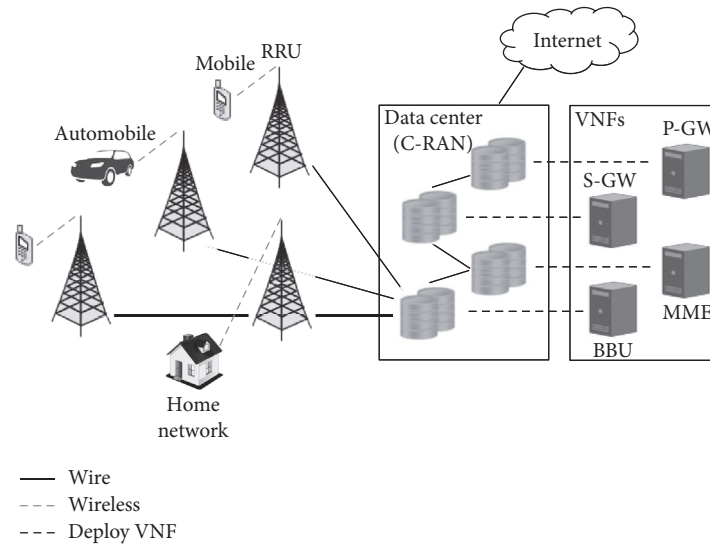 Internet
RRU
Mobile
Data center
(C-RAN)
VNFs
P-GW
Automobile
S-GW
MME
BBU
Home
network
Wire
Wireless
Deploy VNF